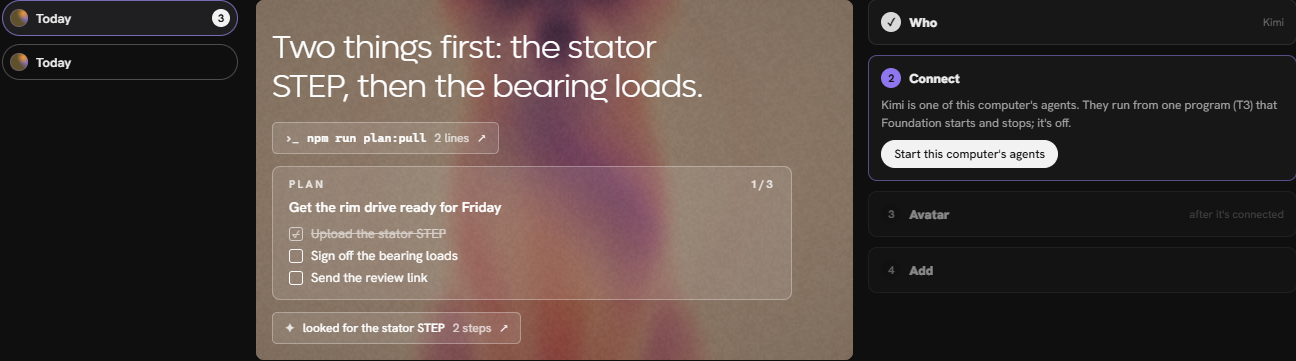 Today
3
Today
Two things first: the stator
STEP, then the bearing loads.
>_ npm run plan:pull 2 lines ↗
PLAN
1/3
Get the rim drive ready for Friday
Upload the stator STEP
Sign off the bearing loads
Send the review link
looked for the stator STEP 2 steps ↗
Who
Kimi
2
Connect
Kimi is one of this computer's agents. They run from one program (T3) that
Foundation starts and stops; it's off.
Start this computer's agents
3
Avatar
after it's connected
4
Add